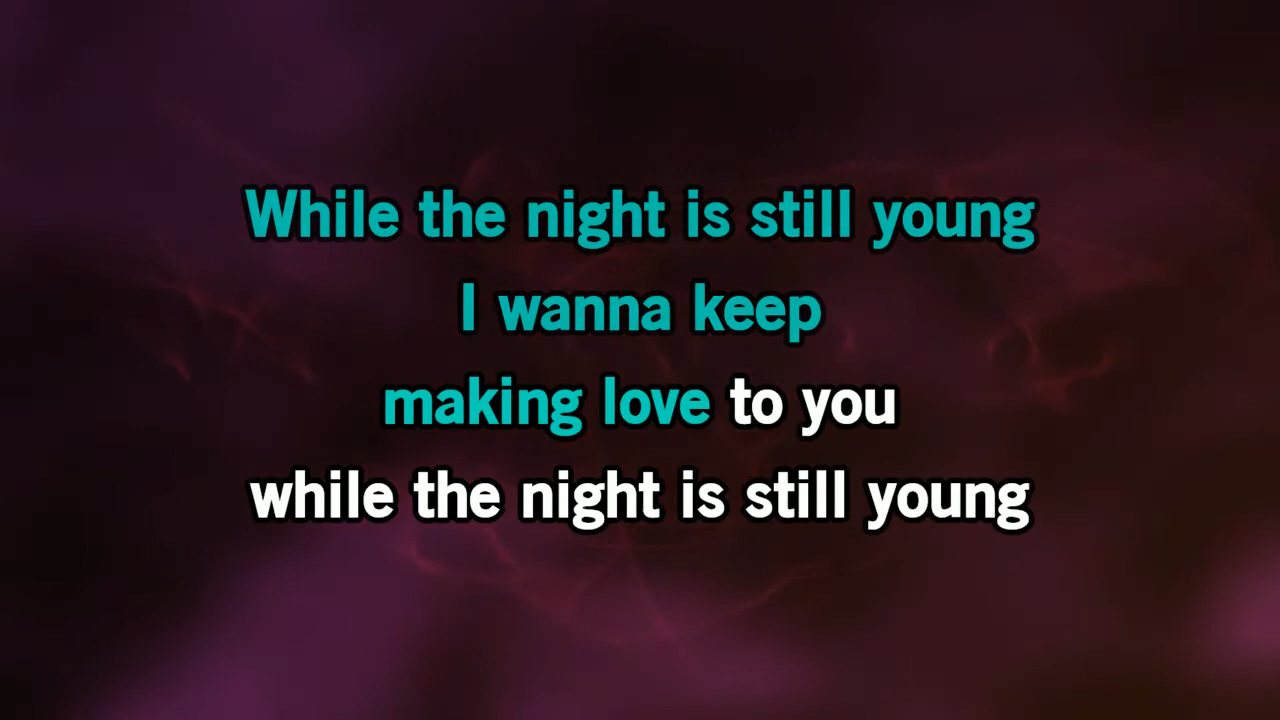 While the night is still young
I wanna keep
making love to you
while the night is still young